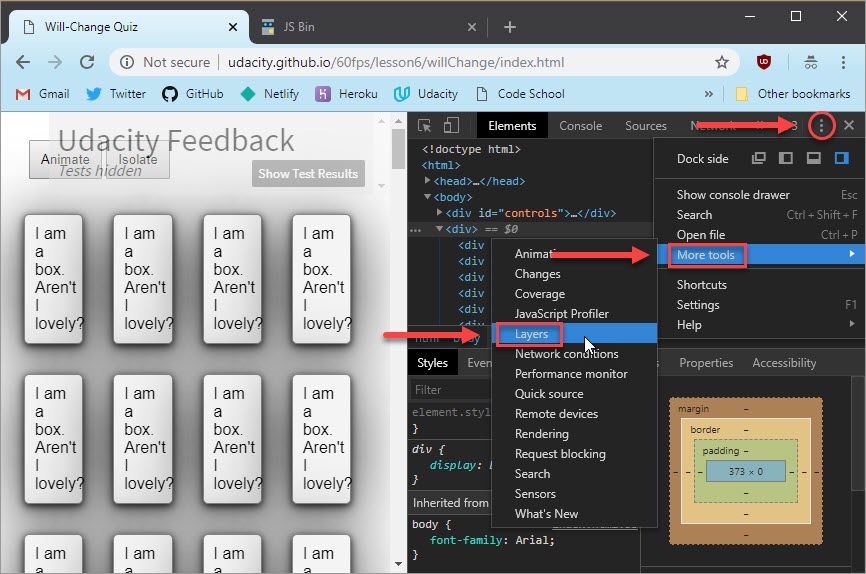 Will-Change Quiz
JS Bin
Not secure | udacity.github.io/60fps/lesson6/willChange/index.html
Gmail
Twitter
GitHub
Netlify
Heroku
Udacity
Code School
»
Other bookmarks
Udacity Feedback
Animate
Isolate
Tests hidden
Show Test Results
I am
a
box.
Aren't
I
lovely?
I am
a
box.
Aren't
I
lovely?
I am
a
box.
Aren't
I
lovely?
I am
a
box.
Aren't
I
lovely?
I am
a
box.
Aren't
I
lovely?
I am
a
box.
Aren't
I
lovely?
I am
a
box.
Aren't
I
lovely?
I am
a
box.
Aren't
I
lovely?
I am
a
I am
a
I am
a
I am
a
Elements
Console
Sources
3
<!doctype html>
<html>
<head>…</head>
<body>
<div id="controls">…</div>
… <div> == $0
<div
<div
<div
<div
<div
html body
Dock side
Show console drawer Esc
Search Ctrl + Shift + F
Open file Ctrl + P
More tools
Shortcuts
Settings F1
Help
Changes
Coverage
JavaScript Profiler
Layers
Network conditions
Performance monitor
Quick source
Remote devices
Rendering
Request blocking
Search
Sensors
What's New
Styles
Properties
Accessibility
Filter
}
div {
display:
}
Inherited from
body {
font-family: Arial;
}
margin –
border –
padding –
– – – 373 × 0 – – –
–
–
–